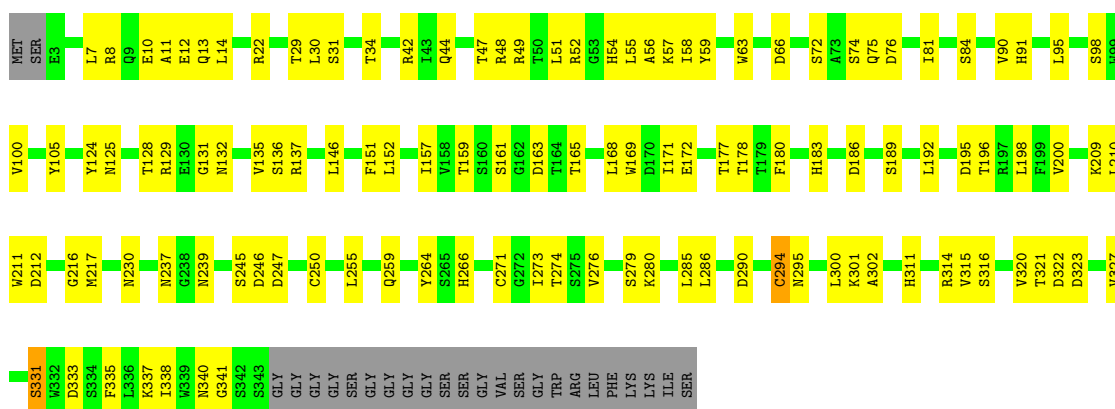 MET SER E3 L7 R8 Q9 E10 A11 E12 Q13 L14 R22 T29 L30 S31 T34 R42 I43 Q44 T47 R48 R49 T50 L51 R52 G53 H54 L55 A56 K57 I58 Y59 W63 D66 S72 A73 S74 Q75 D76 I81 S84 V90 H91 L95 S98 W99
V100 Y105 Y124 N125 T128 R129 E130 G131 N132 V135 S136 R137 L146 F151 L152 I157 V158 T159 S160 S161 G162 D163 T164 T165 L168 W169 D170 I171 E172 T177 T178 T179 F180 H183 D186 S189 L192 D195 T196 R197 L198 F199 V200 K209 L210
W211 D212 G216 M217 N230 N237 G238 N239 S245 D246 D247 C250 L255 Q259 Y264 S265 H266 C271 G272 I273 T274 S275 V276 S279 K280 L285 L286 D290 C294 N295 L300 K301 A302 H311 R314 V315 S316 V320 T321 D322 D323 V327
S331 W332 D333 S334 F335 L336 K337 I338 W339 N340 G341 S342 S343 GLY GLY GLY GLY SER GLY GLY GLY GLY SER SER GLY VAL SER GLY TRP ARG LEU PHE LYS LYS ILE SER